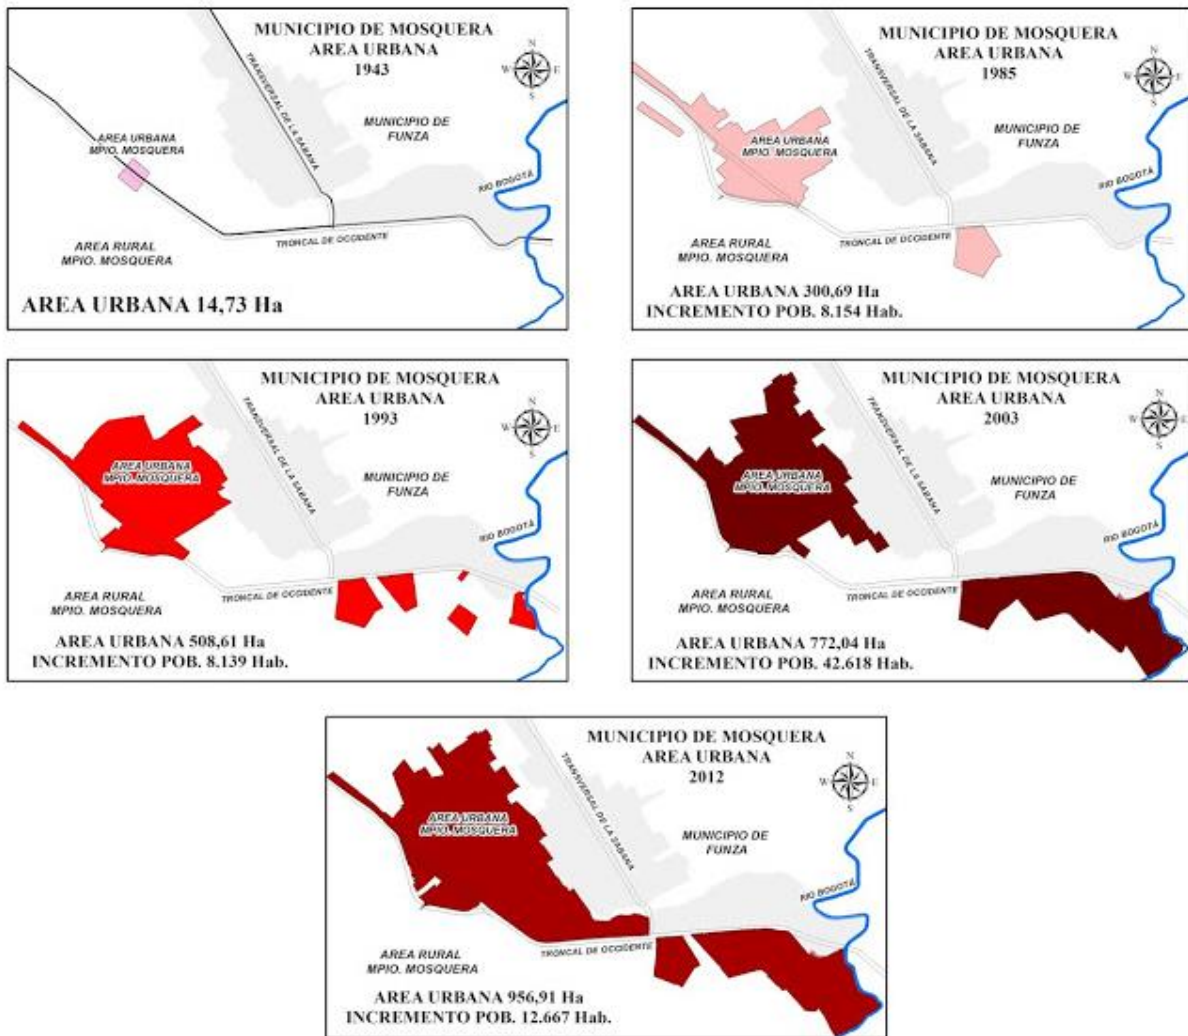 MUNICIPIO DE MOSQUERA
AREA URBANA
1943
N
W
E
S
TRANSVERSAL DE LA SABANA
MUNICIPIO DE
FUNZA
AREA URBANA
MPIO. MOSQUERA
RIO BOGOTÁ
TRONCAL DE OCCIDENTE
AREA RURAL
MPIO. MOSQUERA
AREA URBANA 14,73 Ha
MUNICIPIO DE MOSQUERA
AREA URBANA
1985
N
W
E
S
TRANSVERSAL DE LA SABANA
MUNICIPIO DE
FUNZA
AREA URBANA
MPIO. MOSQUERA
RIO BOGOTÁ
TRONCAL DE OCCIDENTE
AREA RURAL
MPIO. MOSQUERA
AREA URBANA 300,69 Ha
INCREMENTO POB. 8.154 Hab.
MUNICIPIO DE MOSQUERA
AREA URBANA
1993
N
W
E
S
TRANSVERSAL DE LA SABANA
AREA URBANA
MPIO. MOSQUERA
MUNICIPIO DE
FUNZA
RIO BOGOTÁ
TRONCAL DE OCCIDENTE
AREA RURAL
MPIO. MOSQUERA
AREA URBANA 508,61 Ha
INCREMENTO POB. 8.139 Hab.
MUNICIPIO DE MOSQUERA
AREA URBANA
2003
N
W
E
S
TRANSVERSAL DE LA SABANA
AREA URBANA
MPIO. MOSQUERA
MUNICIPIO DE
FUNZA
RIO BOGOTÁ
TRONCAL DE OCCIDENTE
AREA RURAL
MPIO. MOSQUERA
AREA URBANA 772,04 Ha
INCREMENTO POB. 42.618 Hab.
MUNICIPIO DE MOSQUERA
AREA URBANA
2012
N
W
E
S
TRANSVERSAL DE LA SABANA
AREA URBANA
MPIO. MOSQUERA
MUNICIPIO DE
FUNZA
RIO BOGOTÁ
TRONCAL DE OCCIDENTE
AREA RURAL
MPIO. MOSQUERA
AREA URBANA 956,91 Ha
INCREMENTO POB. 12.667 Hab.